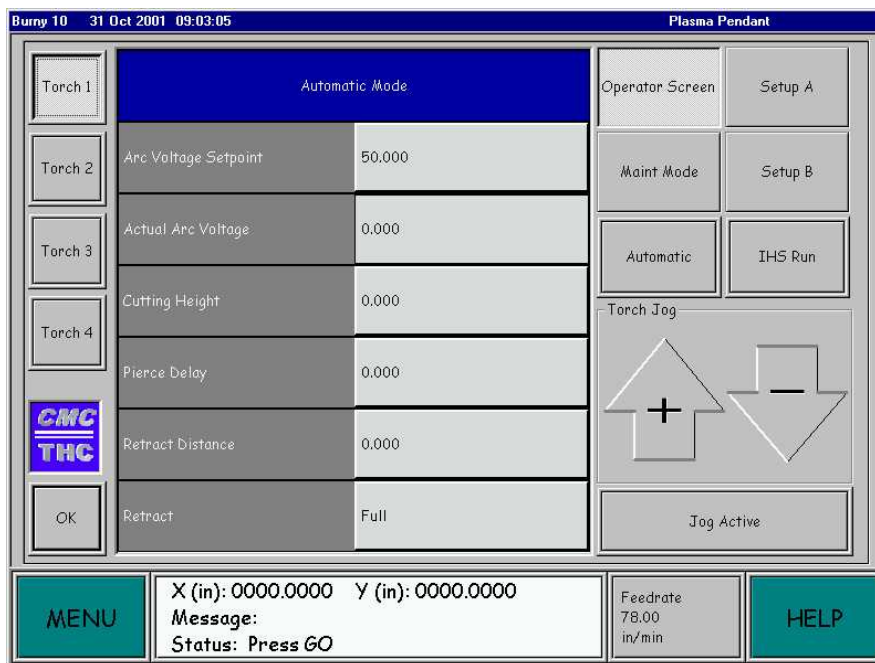 Burny 10 31 Oct 2001 09:03:05 Plasma Pendant
Torch 1
Torch 2
Torch 3
Torch 4
CMC
THC
OK
Automatic Mode
Arc Voltage Setpoint 50.000
Actual Arc Voltage 0.000
Cutting Height 0.000
Pierce Delay 0.000
Retract Distance 0.000
Retract Full
Operator Screen Setup A
Maint Mode Setup B
Automatic IHS Run
Torch Jog
+ −
Jog Active
MENU
X (in): 0000.0000 Y (in): 0000.0000
Message:
Status: Press GO
Feedrate
78.00
in/min
HELP